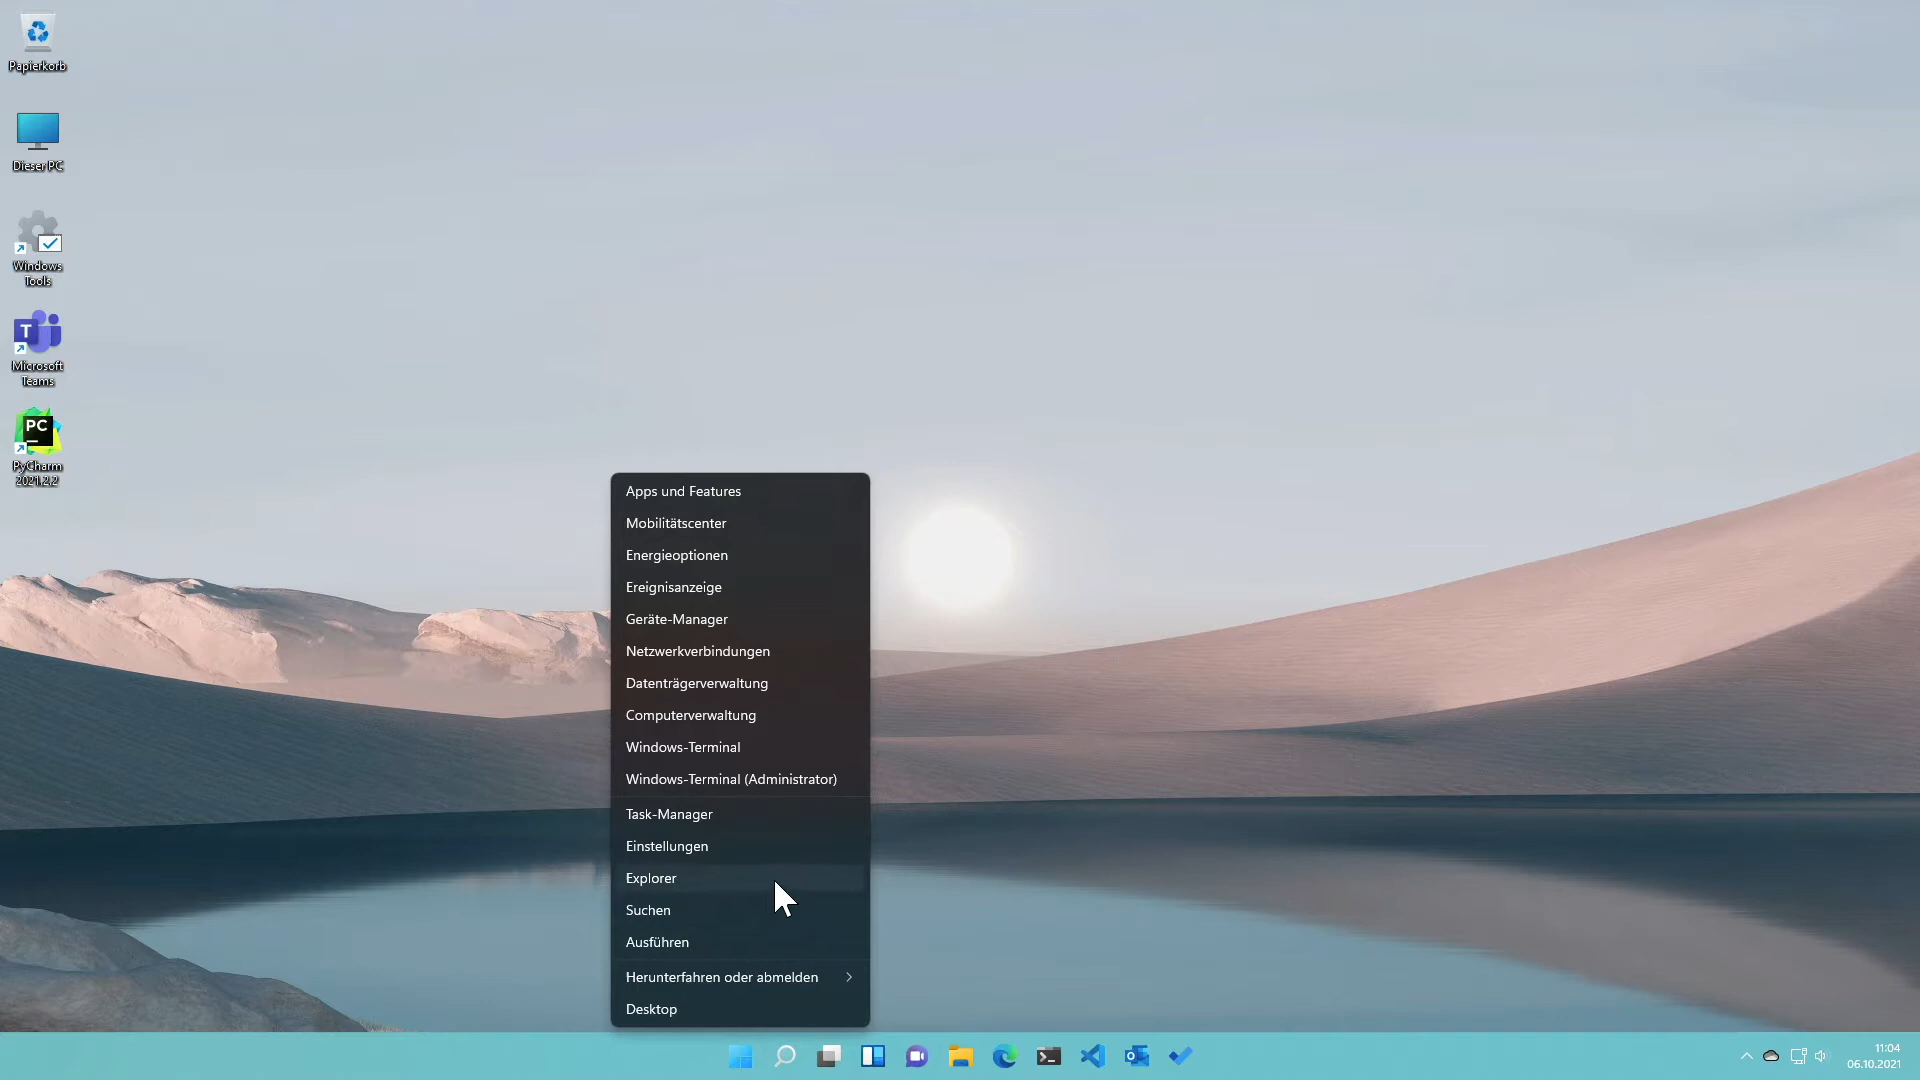 Papierkorb
Dieser PC
Windows
Tools
T
Microsoft
Teams
PC
PyCharm
2021.2.2
Apps und Features
Mobilitätscenter
Energieoptionen
Ereignisanzeige
Geräte-Manager
Netzwerkverbindungen
Datenträgerverwaltung
Computerverwaltung
Windows-Terminal
Windows-Terminal (Administrator)
Task-Manager
Einstellungen
Explorer
Suchen
Ausführen
Herunterfahren oder abmelden
Desktop
11:04
06.10.2021